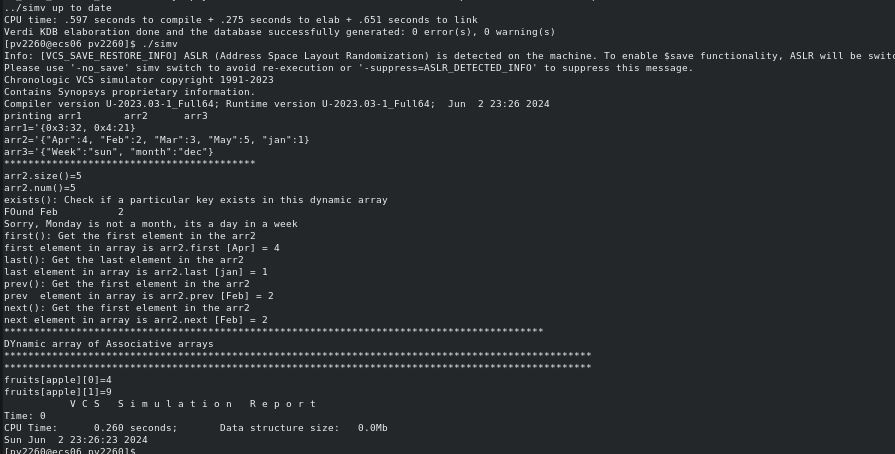 ../simv up to date
CPU time: .597 seconds to compile + .275 seconds to elab + .651 seconds to link
Verdi KDB elaboration done and the database successfully generated: 0 error(s), 0 warning(s)
[pv2260@ecs06 pv2260]$ ./simv
Info: [VCS_SAVE_RESTORE_INFO] ASLR (Address Space Layout Randomization) is detected on the machine. To enable $save functionality, ASLR will be switc
Please use '-no_save' simv switch to avoid re-execution or '-suppress=ASLR_DETECTED_INFO' to suppress this message.
Chronologic VCS simulator copyright 1991-2023
Contains Synopsys proprietary information.
Compiler version U-2023.03-1_Full64; Runtime version U-2023.03-1_Full64;  Jun  2 23:26 2024
printing arr1       arr2      arr3
arr1='{0x3:32, 0x4:21}
arr2='{"Apr":4, "Feb":2, "Mar":3, "May":5, "jan":1}
arr3='{"Week":"sun", "month":"dec"}
******************************************
arr2.size()=5
arr2.num()=5
exists(): Check if a particular key exists in this dynamic array
FOund Feb          2
Sorry, Monday is not a month, its a day in a week
first(): Get the first element in the arr2
first element in array is arr2.first [Apr] = 4
last(): Get the last element in the arr2
last element in array is arr2.last [jan] = 1
prev(): Get the first element in the arr2
prev  element in array is arr2.prev [Feb] = 2
next(): Get the first element in the arr2
next element in array is arr2.next [Feb] = 2
******************************************************************************************
DYnamic array of Associative arrays
**************************************************************************************************
**************************************************************************************************
fruits[apple][0]=4
fruits[apple][1]=9
           V C S   S i m u l a t i o n   R e p o r t
Time: 0
CPU Time:      0.260 seconds;       Data structure size:   0.0Mb
Sun Jun  2 23:26:23 2024
[pv2260@ecs06 pv2260]$